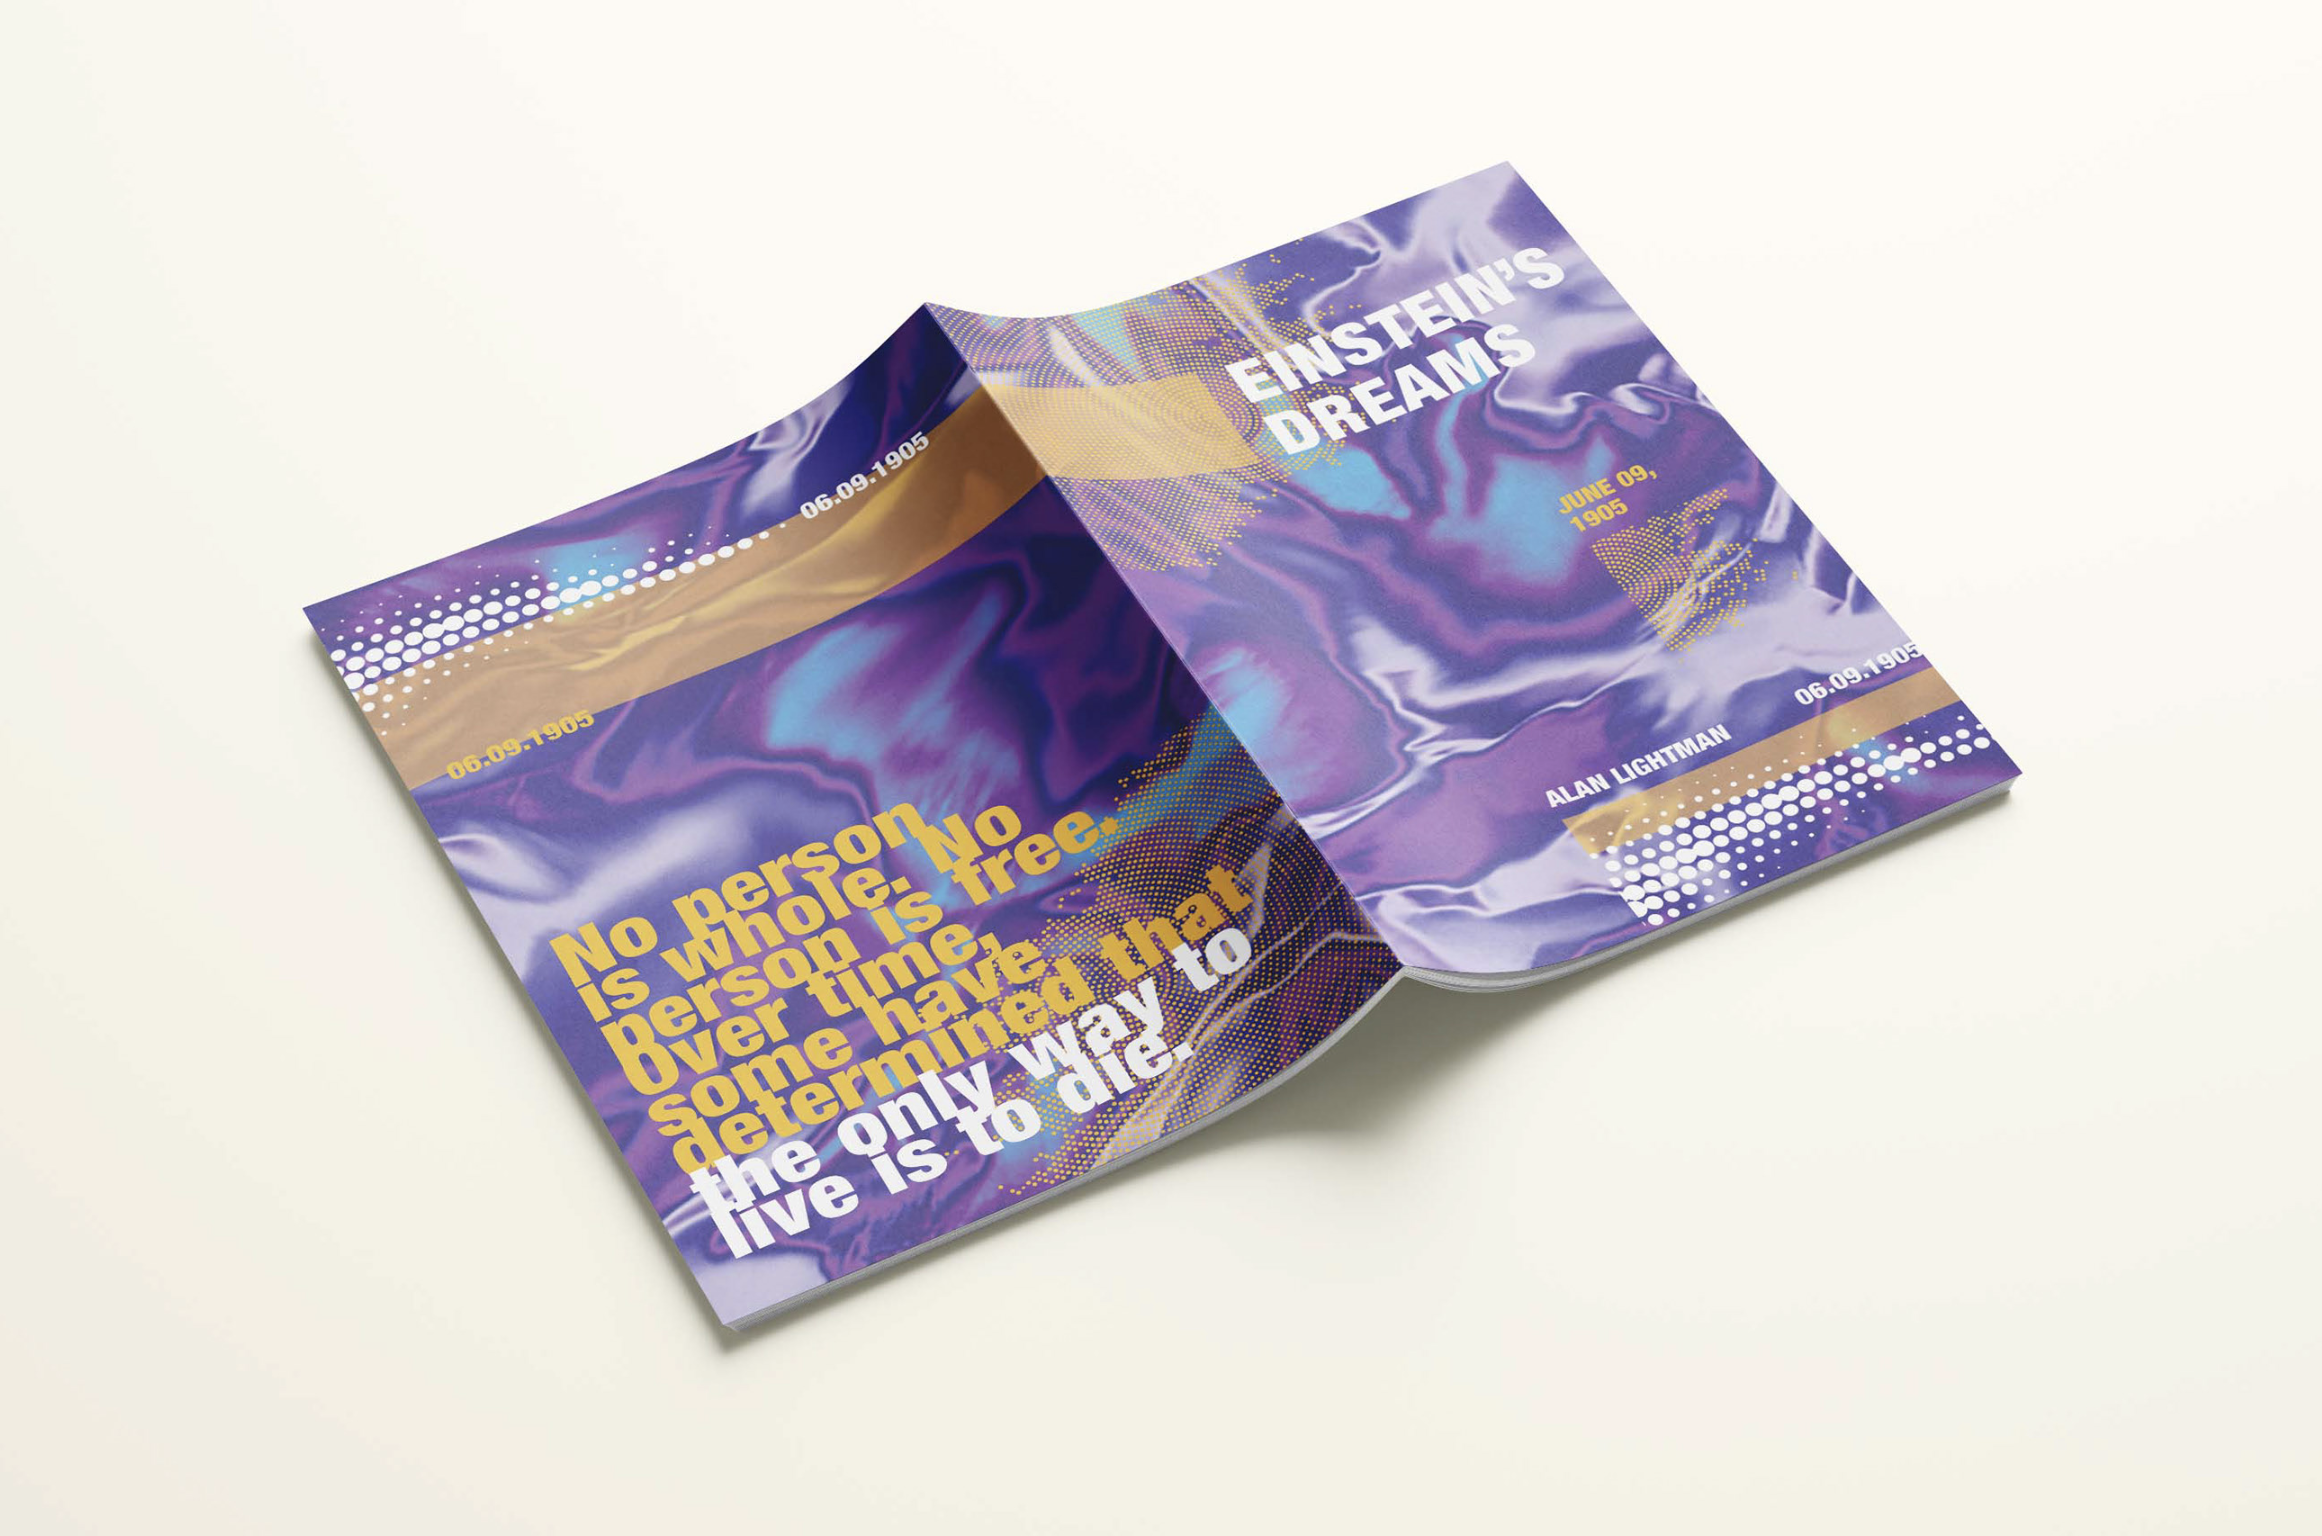 EINSTEIN'S
DREAMS
JUNE 09,
1905
06.09.1905
ALAN LIGHTMAN
06.09.1905
06.09.1905
No person
is whole. No
person is free.
Over time,
some have
determined that
the only way to
live is to die.